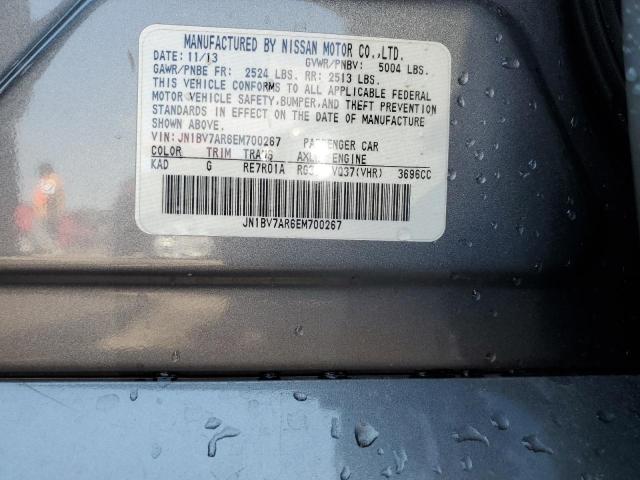 MANUFACTURED BY NISSAN MOTOR CO.,LTD.
DATE: 11/13 GVWR/PNBV: 5004 LBS.
GAWR/PNBE FR: 2524 LBS. RR: 2513 LBS.
THIS VEHICLE CONFORMS TO ALL APPLICABLE FEDERAL
MOTOR VEHICLE SAFETY,BUMPER,AND THEFT PREVENTION
STANDARDS IN EFFECT ON THE DATE OF MANUFACTURE
SHOWN ABOVE.
VIN: JN1BV7AR6EM700267 PASSENGER CAR
COLOR TRIM TRANS AXLE ENGINE
KAD G RE7R01A VQ37(VHR) 3696CC
JN1BV7AR6EM700267